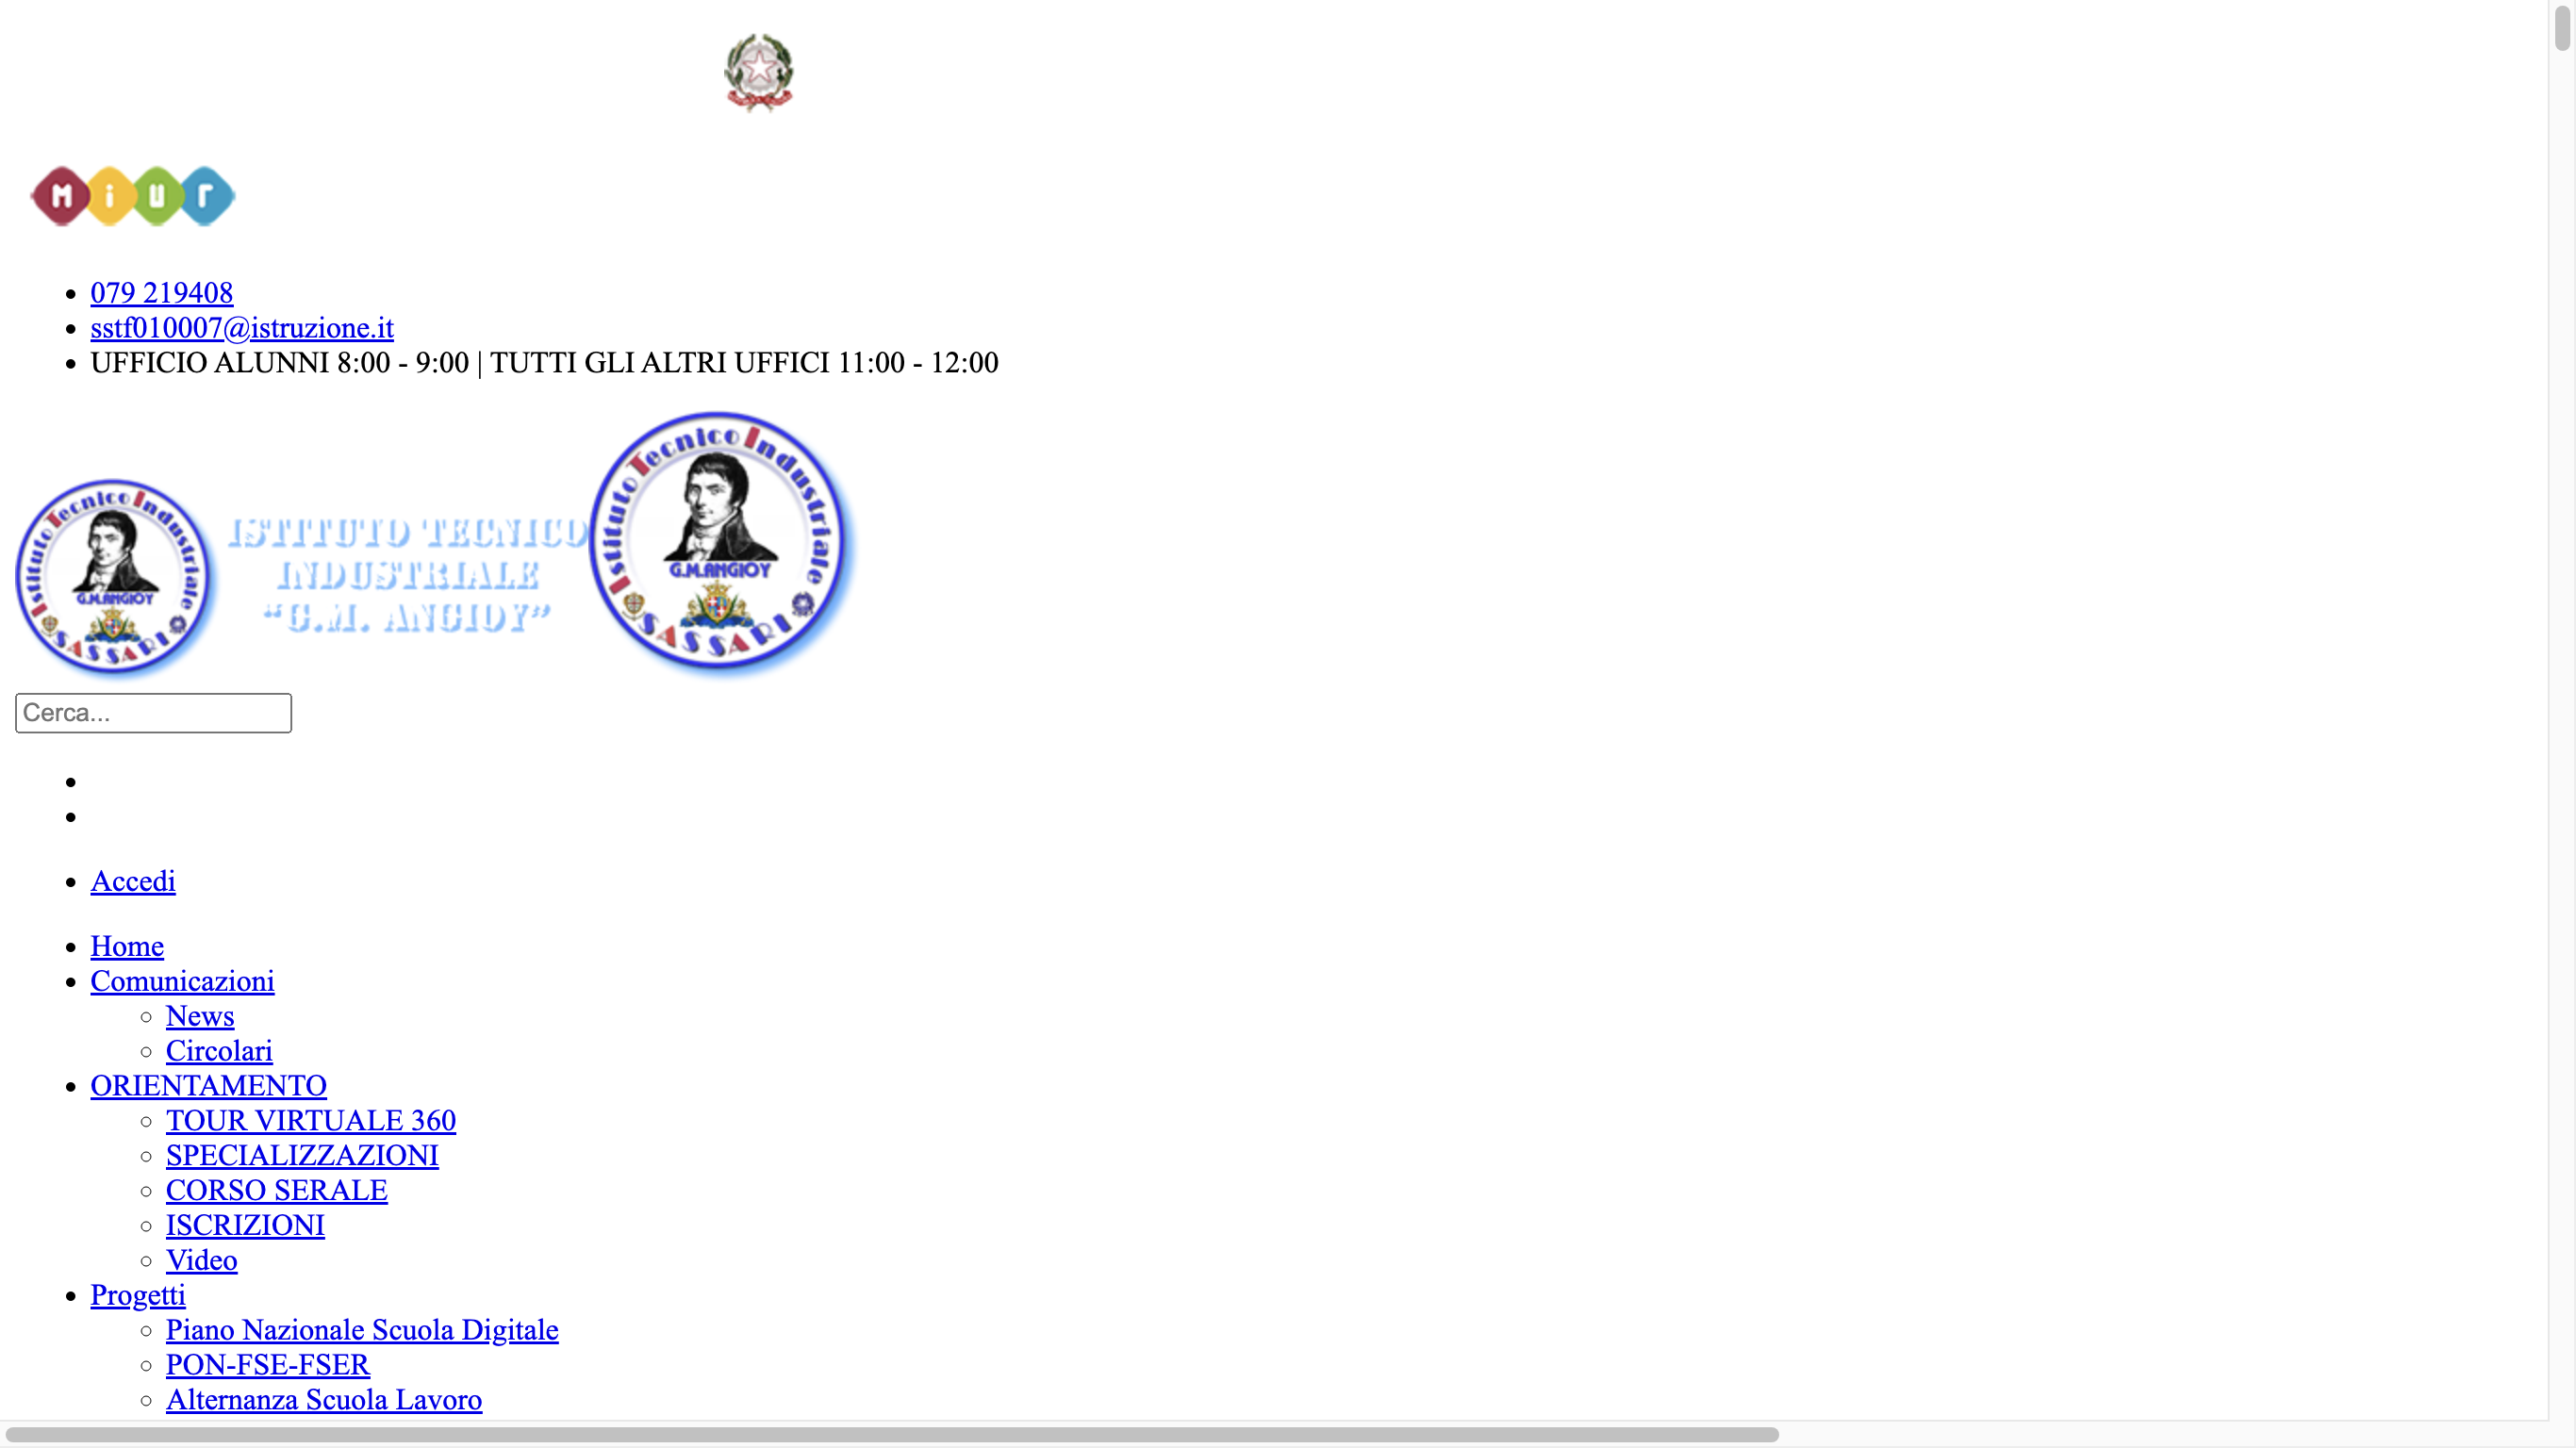 Miur
079 219408
sstf010007@istruzione.it
UFFICIO ALUNNI 8:00 - 9:00 | TUTTI GLI ALTRI UFFICI 11:00 - 12:00
Istituto Tecnico Industriale
G.M.ANGIOY
SASSARI
ISTITUTO TECNICO
INDUSTRIALE
“G.M. ANGIOY”
Istituto Tecnico Industriale
G.M.ANGIOY
SASSARI
Cerca...
Accedi
Home
Comunicazioni
News
Circolari
ORIENTAMENTO
TOUR VIRTUALE 360
SPECIALIZZAZIONI
CORSO SERALE
ISCRIZIONI
Video
Progetti
Piano Nazionale Scuola Digitale
PON-FSE-FSER
Alternanza Scuola Lavoro